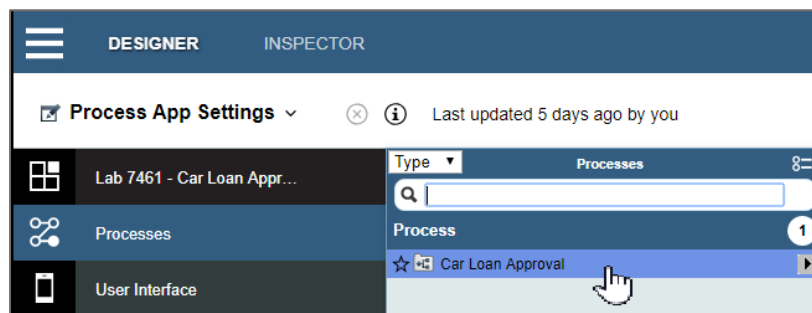 DESIGNER INSPECTOR
Process App Settings Last updated 5 days ago by you
Lab 7461 - Car Loan Appr...
Type Processes
Processes
Process 1
Car Loan Approval
User Interface